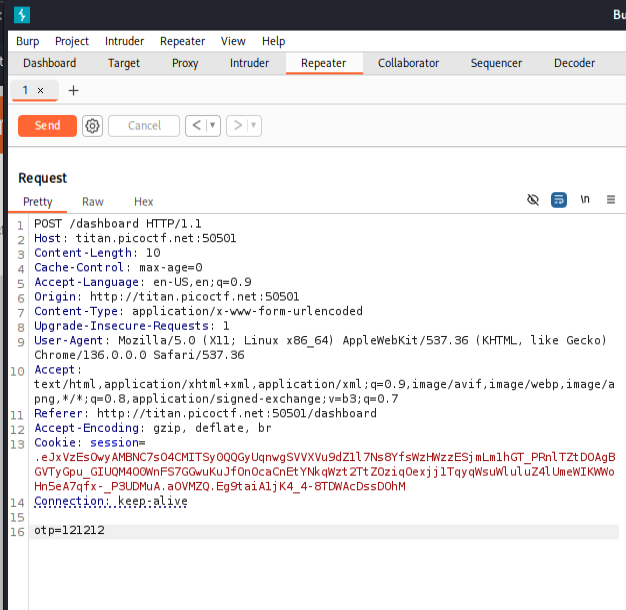 Bu
Burp Project Intruder Repeater View Help
Dashboard Target Proxy Intruder Repeater Collaborator Sequencer Decoder
1 × +
Send Cancel < >
Request
Pretty Raw Hex \n
1 POST /dashboard HTTP/1.1
2 Host: titan.picoctf.net:50501
3 Content-Length: 10
4 Cache-Control: max-age=0
5 Accept-Language: en-US,en;q=0.9
6 Origin: http://titan.picoctf.net:50501
7 Content-Type: application/x-www-form-urlencoded
8 Upgrade-Insecure-Requests: 1
9 User-Agent: Mozilla/5.0 (X11; Linux x86_64) AppleWebKit/537.36 (KHTML, like Gecko)
Chrome/136.0.0.0 Safari/537.36
10 Accept:
text/html,application/xhtml+xml,application/xml;q=0.9,image/avif,image/webp,image/a
png,*/*;q=0.8,application/signed-exchange;v=b3;q=0.7
11 Referer: http://titan.picoctf.net:50501/dashboard
12 Accept-Encoding: gzip, deflate, br
13 Cookie: session=
14 Connection: keep-alive
15
16 otp=121212